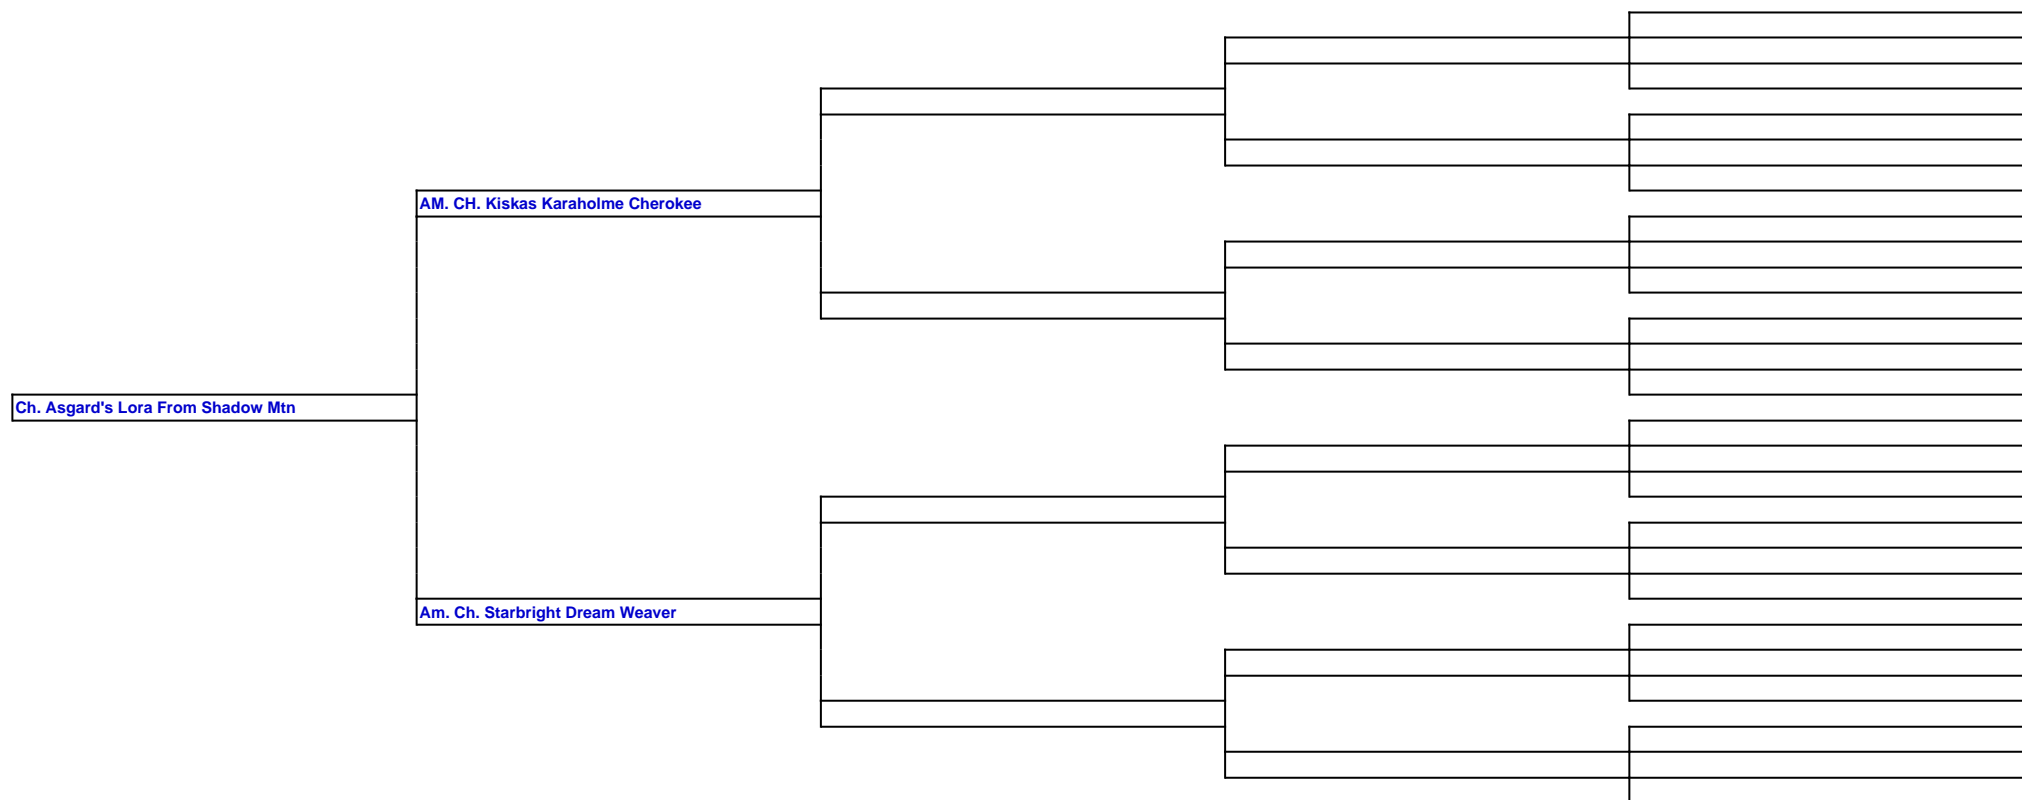 AM. CH. Kiskas Karaholme Cherokee
Ch. Asgard's Lora From Shadow Mtn
Am. Ch. Starbright Dream Weaver